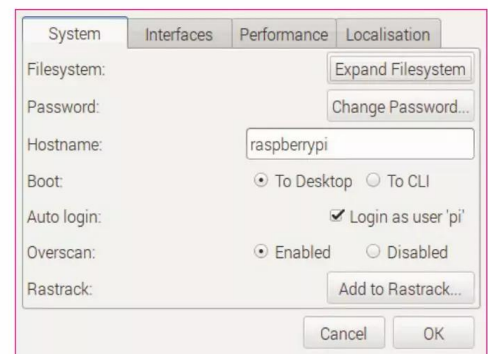 System Interfaces Performance Localisation
Filesystem: Expand Filesystem
Password: Change Password...
Hostname: raspberrypi
Boot: To Desktop To CLI
Auto login: Login as user 'pi'
Overscan: Enabled Disabled
Rastrack: Add to Rastrack...
Cancel OK